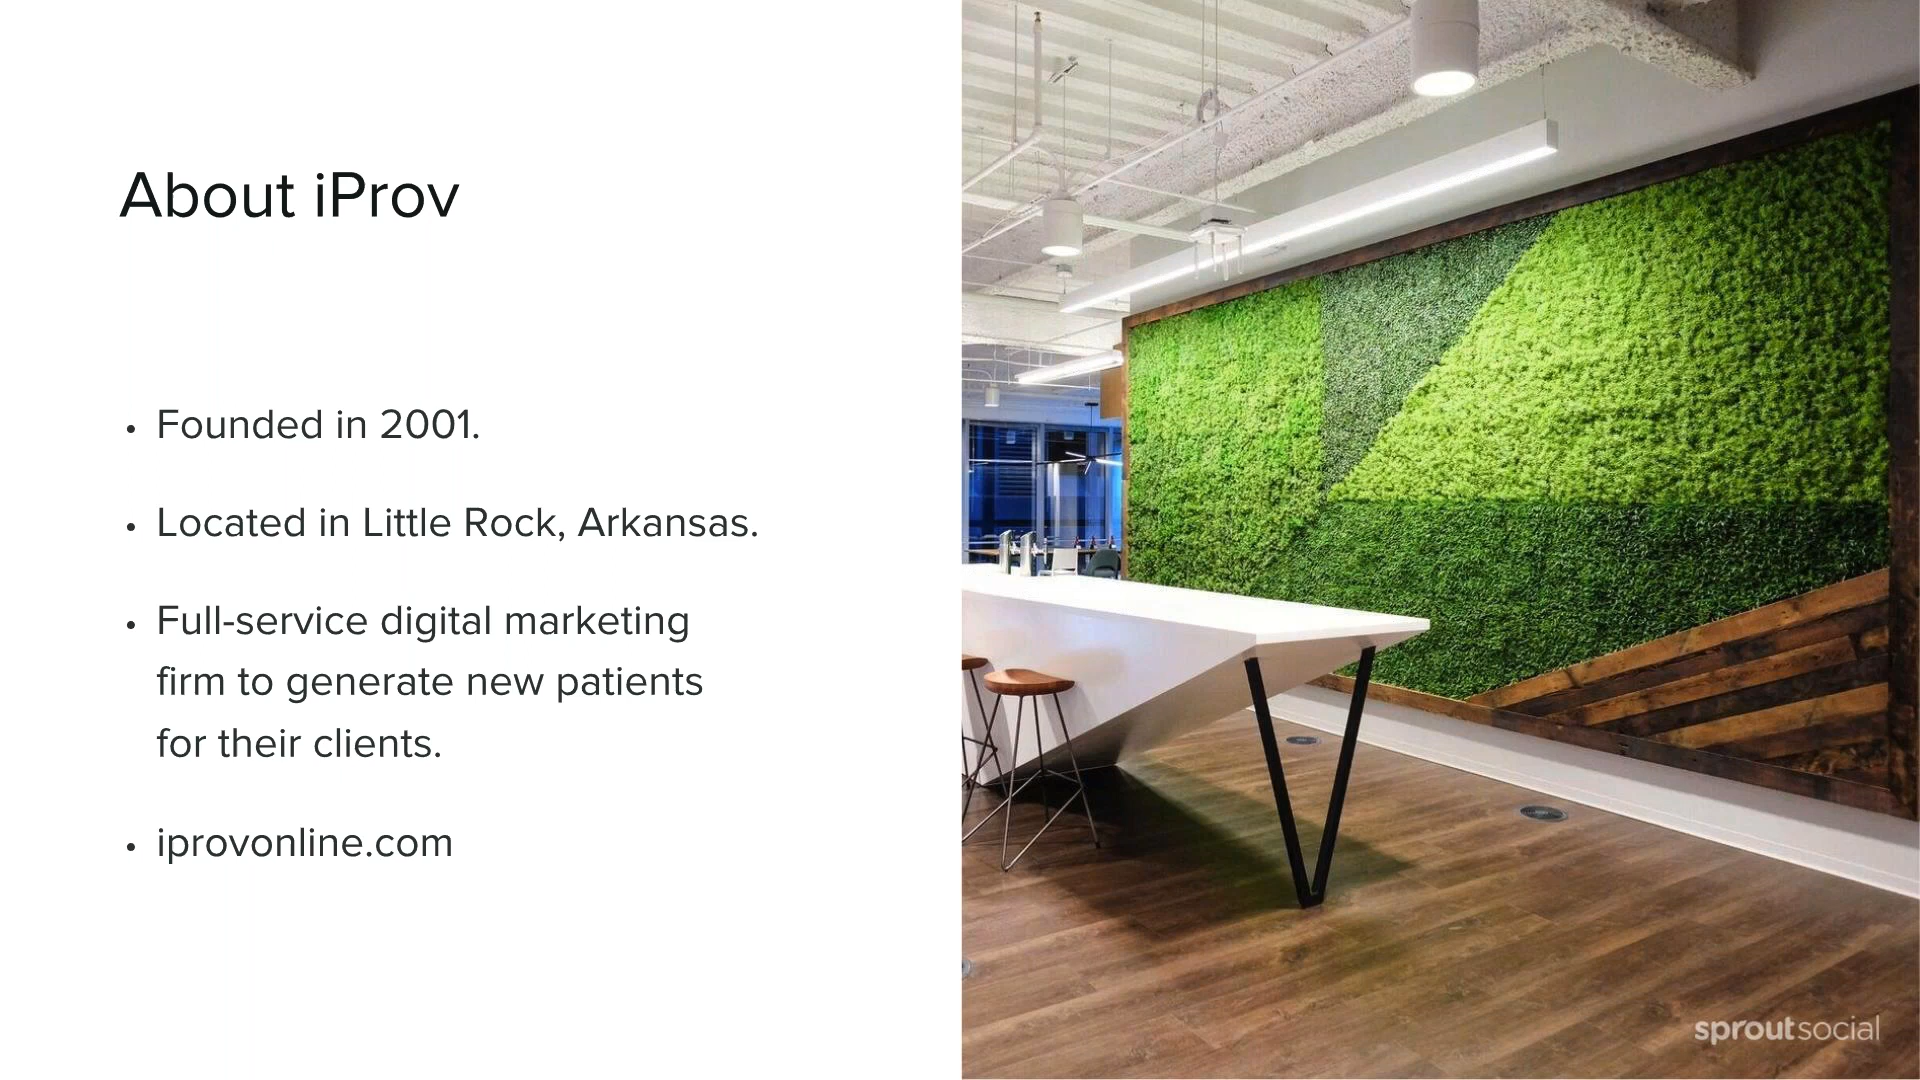 About iProv
• Founded in 2001.
• Located in Little Rock, Arkansas.
• Full-service digital marketing
firm to generate new patients
for their clients.
• iprovonline.com
sproutsocial